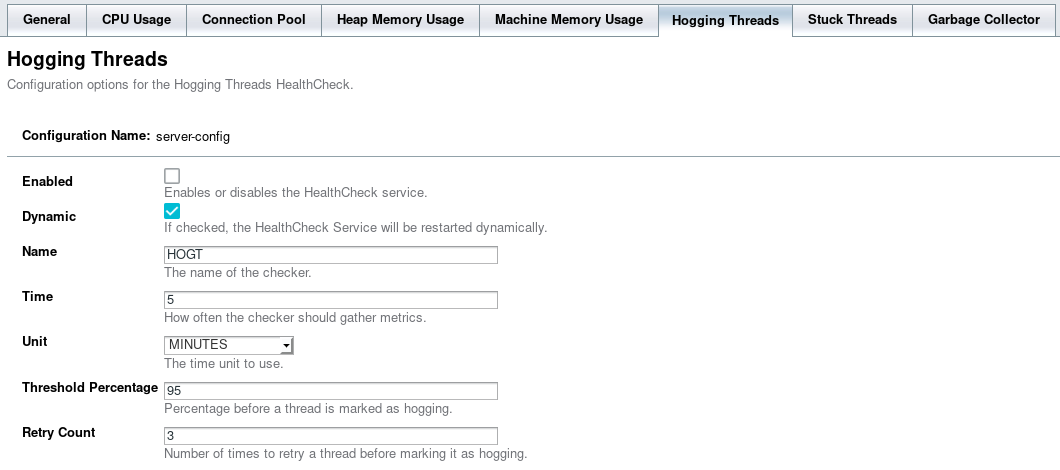 General CPU Usage Connection Pool Heap Memory Usage Machine Memory Usage Hogging Threads Stuck Threads Garbage Collector
Hogging Threads
Configuration options for the Hogging Threads HealthCheck.
Configuration Name: server-config
Enabled
Enables or disables the HealthCheck service.
Dynamic
If checked, the HealthCheck Service will be restarted dynamically.
Name HOGT
The name of the checker.
Time 5
How often the checker should gather metrics.
Unit MINUTES
The time unit to use.
Threshold Percentage 95
Percentage before a thread is marked as hogging.
Retry Count 3
Number of times to retry a thread before marking it as hogging.